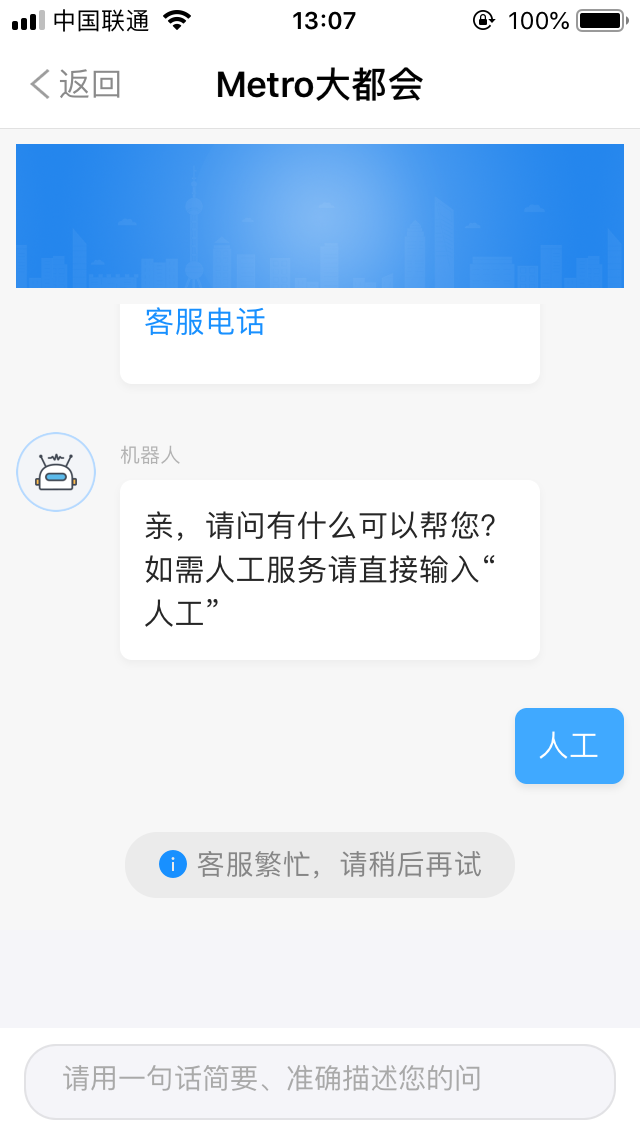 中国联通
13:07
100%
返回
Metro大都会
客服电话
机器人
亲，请问有什么可以帮您?
如需人工服务请直接输入“
人工”
人工
i 客服繁忙，请稍后再试
请用一句话简要、准确描述您的问